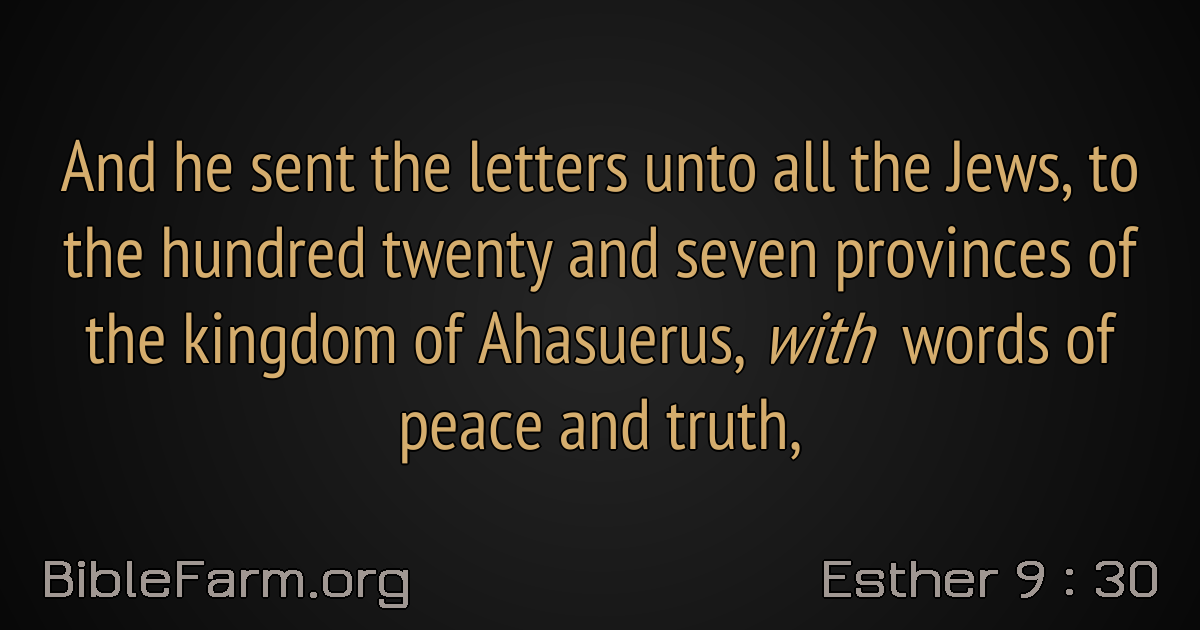 And he sent the letters unto all the Jews, to
the hundred twenty and seven provinces of
the kingdom of Ahasuerus, with words of
peace and truth,
BibleFarm.org
Esther 9 : 30